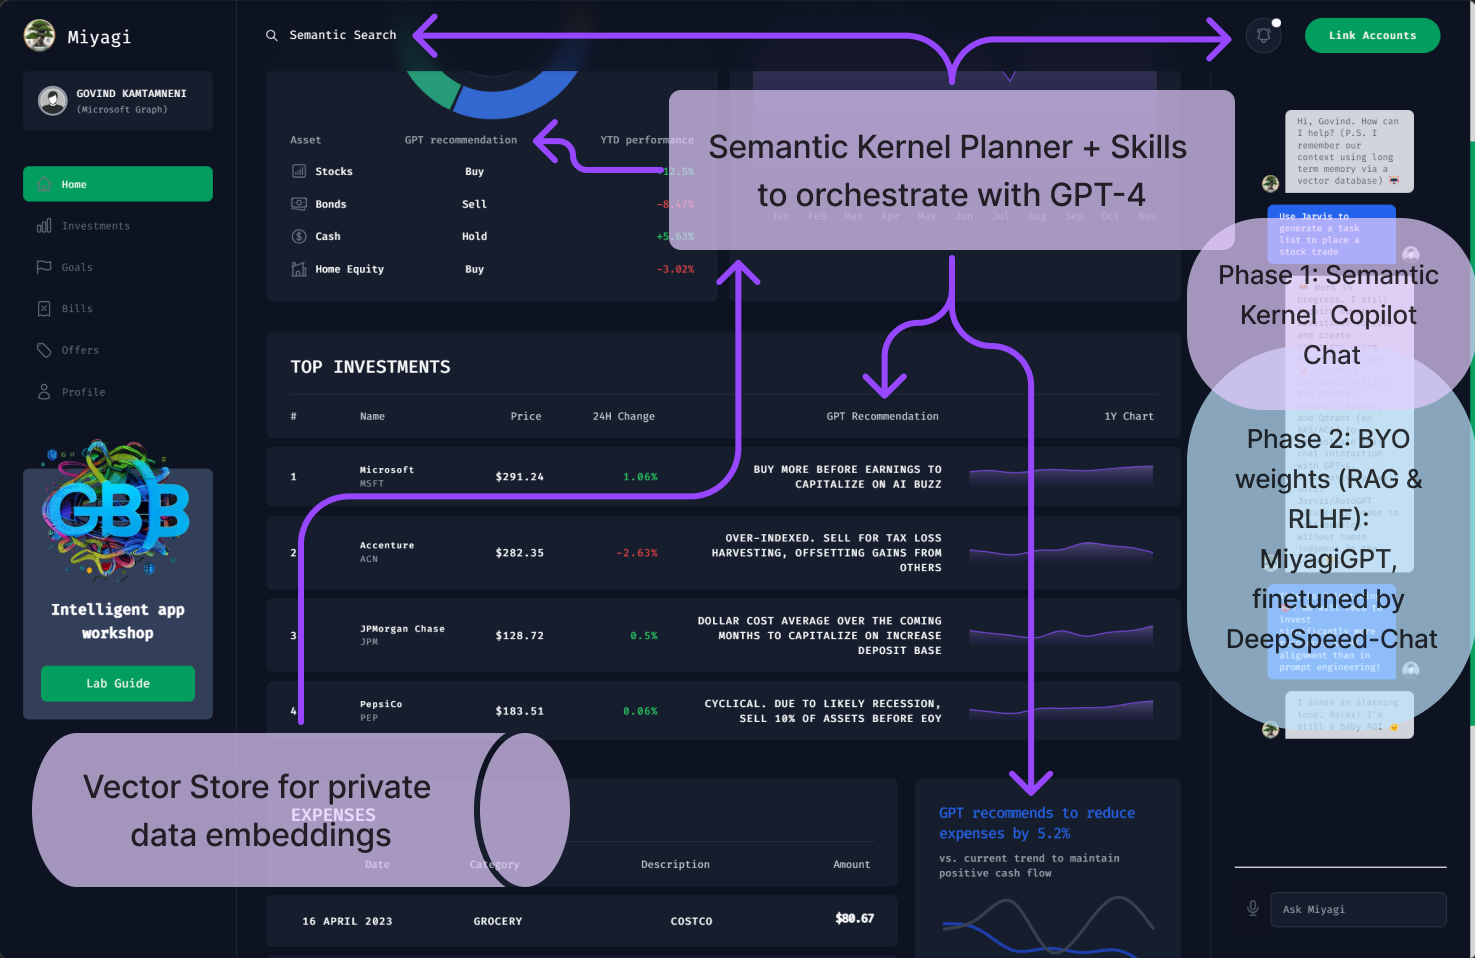 Miyagi
Semantic Search
Link Accounts
GOVIND KAMTAMNENI
(Microsoft Graph)
Home
Investments
Goals
Bills
Offers
Profile
GBB
Intelligent app
workshop
Lab Guide
Asset GPT recommendation YTD performance
Stocks Buy +12.5%
Bonds Sell -8.47%
Cash Hold +5.63%
Home Equity Buy -3.02%
Semantic Kernel Planner + Skills
to orchestrate with GPT-4
Jan Feb Mar Apr May Jun Jul Aug Sep Oct Nov
TOP INVESTMENTS
# Name Price 24H Change GPT Recommendation 1Y Chart
1 Microsoft MSFT $291.24 1.06% BUY MORE BEFORE EARNINGS TO
CAPITALIZE ON AI BUZZ
2 Accenture ACN $282.35 -2.63% OVER-INDEXED. SELL FOR TAX LOSS
HARVESTING, OFFSETTING GAINS FROM
OTHERS
3 JPMorgan Chase JPM $128.72 0.5% DOLLAR COST AVERAGE OVER THE COMING
MONTHS TO CAPITALIZE ON INCREASE
DEPOSIT BASE
4 PepsiCo PEP $183.51 0.06% CYCLICAL. DUE TO LIKELY RECESSION,
SELL 10% OF ASSETS BEFORE EOY
Vector Store for private
data embeddings
EXPENSES
Date Category Description Amount
16 APRIL 2023 GROCERY COSTCO $80.67
GPT recommends to reduce
expenses by 5.2%
vs. current trend to maintain
positive cash flow
Hi, Govind. How can
I help? (P.S. I
remember our
context using long
term memory via a
vector database)
Use Jarvis to
generate a task
list to place a
stock trade
Phase 1: Semantic
Kernel Copilot
Chat
Phase 2: BYO
weights (RAG &
RLHF):
MiyagiGPT,
finetuned by
DeepSpeed-Chat
invest
significantly more
alignment than in
prompt engineering!
I sense an alarming
tone. Relax! I'm
still a baby AGI
Ask Miyagi